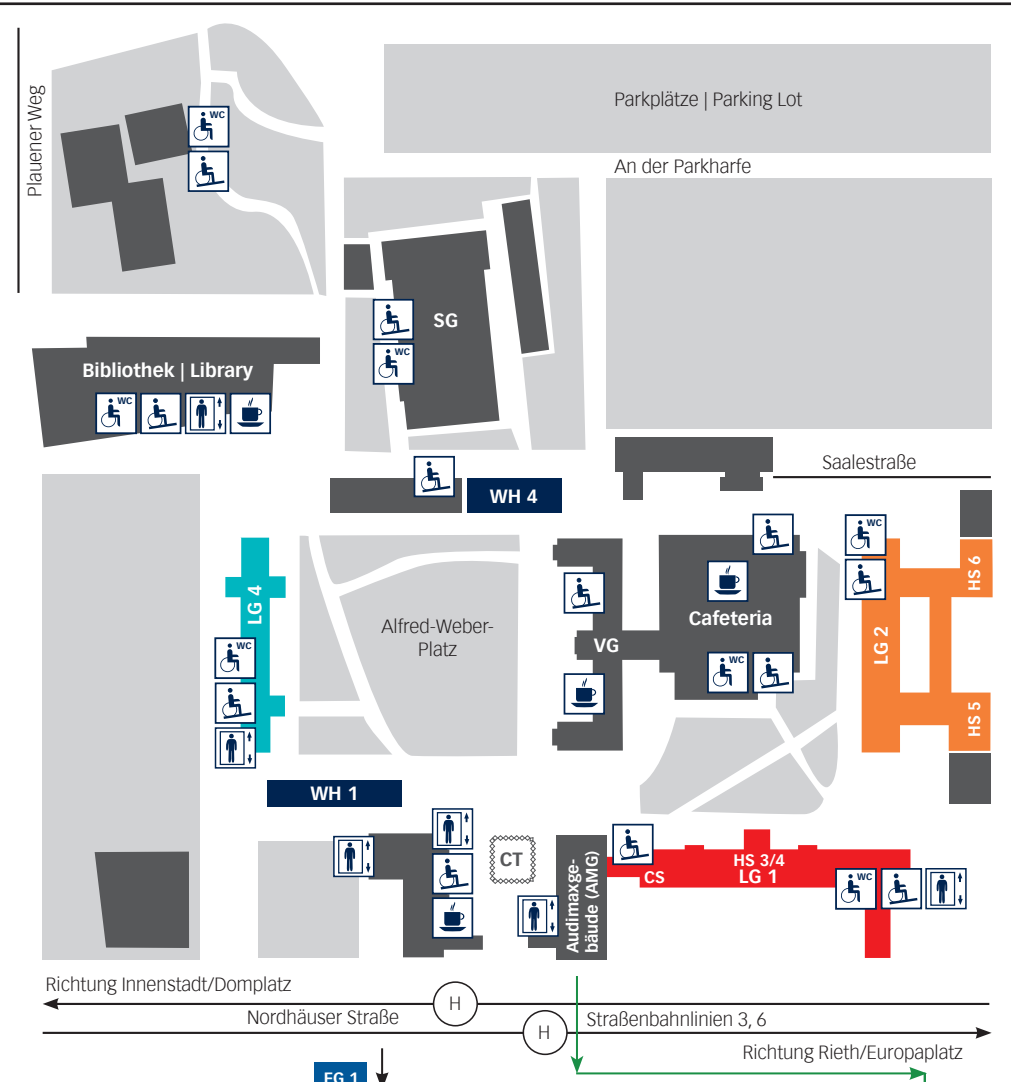 Plauener Weg
WC
Parkplätze | Parking Lot
An der Parkharfe
SG
WC
Bibliothek | Library
WC
Saalestraße
WH 4
WC
HS 6
LG 4
Cafeteria
Alfred-Weber-
Platz
VG
LG 2
WC
WC
HS 5
WH 1
CT
Audimaxge-
bäude (AMG)
HS 3/4
LG 1
CS
WC
Richtung Innenstadt/Domplatz
H
Nordhäuser Straße
H
Straßenbahnlinien 3, 6
Richtung Rieth/Europaplatz
EG 1